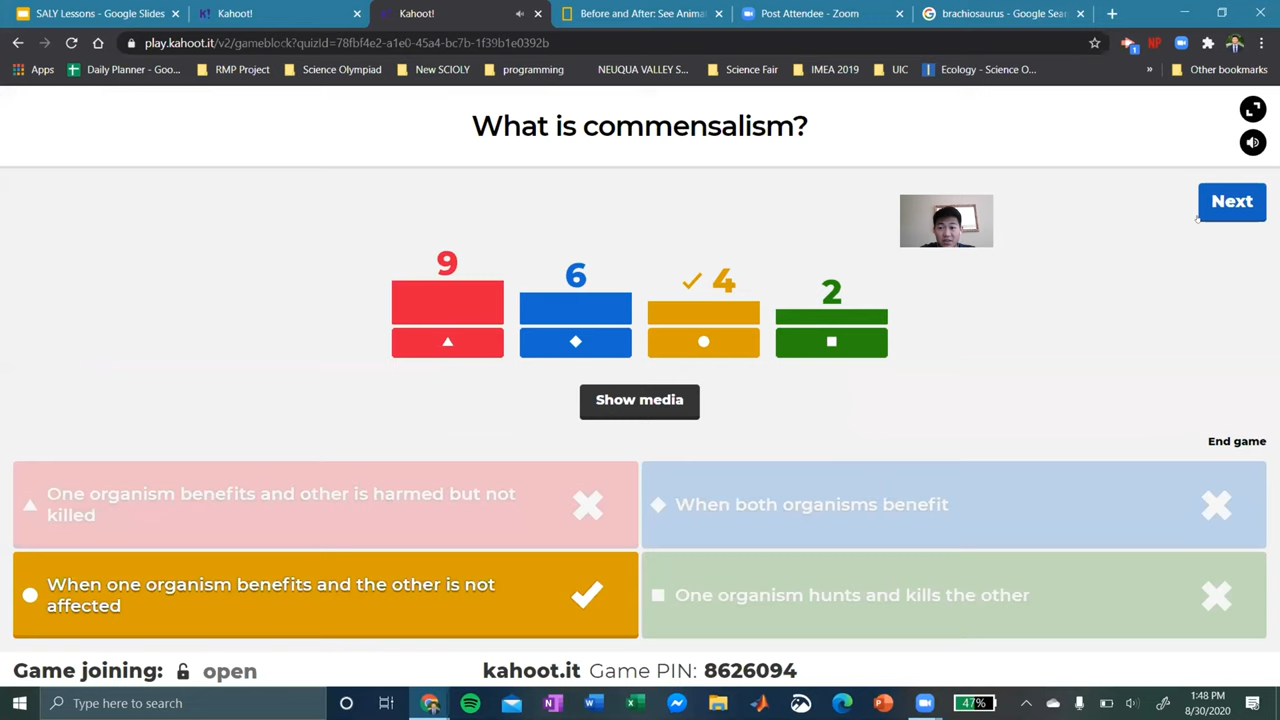 SALY Lessons - Google Slides
Kahoot!
Kahoot!
Before and After: See Anima
Post Attendee - Zoom
brachiosaurus - Google Sear
play.kahoot.it/v2/gameblock?quizId=78fbf4e2-a1e0-45a4-bc7b-1f39b1e0392b
Apps
Daily Planner - Goo...
RMP Project
Science Olympiad
New SCIOLY
programming
NEUQUA VALLEY S...
Science Fair
IMEA 2019
UIC
Ecology - Science O...
»
Other bookmarks
What is commensalism?
Next
9
6
4
2
Show media
End game
One organism benefits and other is harmed but not
killed
When both organisms benefit
When one organism benefits and the other is not
affected
One organism hunts and kills the other
Game joining: open
kahoot.it Game PIN: 8626094
Type here to search
47%
1:48 PM
8/30/2020